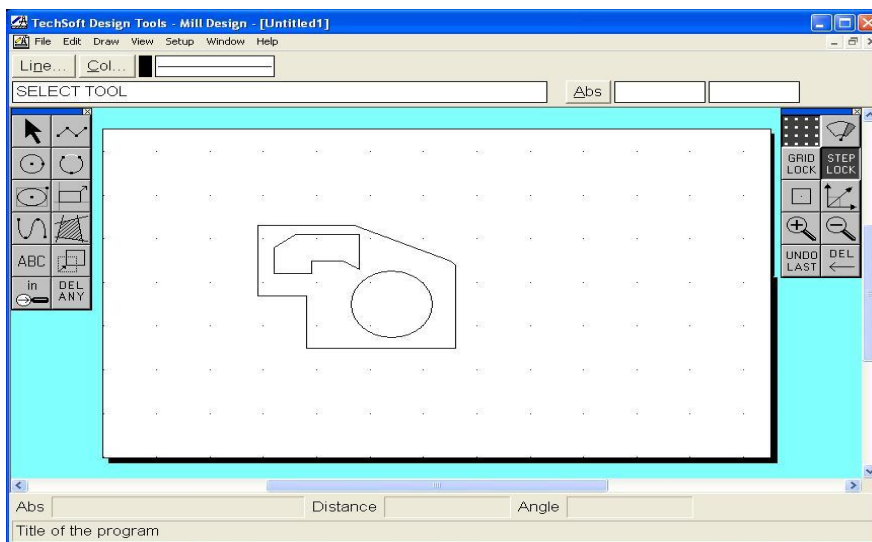 TechSoft Design Tools - Mill Design - [Untitled1]
File Edit Draw View Setup Window Help
Line... Col...
SELECT TOOL Abs
GRID LOCK STEP LOCK
ABC UNDO LAST DEL
in DEL ANY
Abs Distance Angle
Title of the program